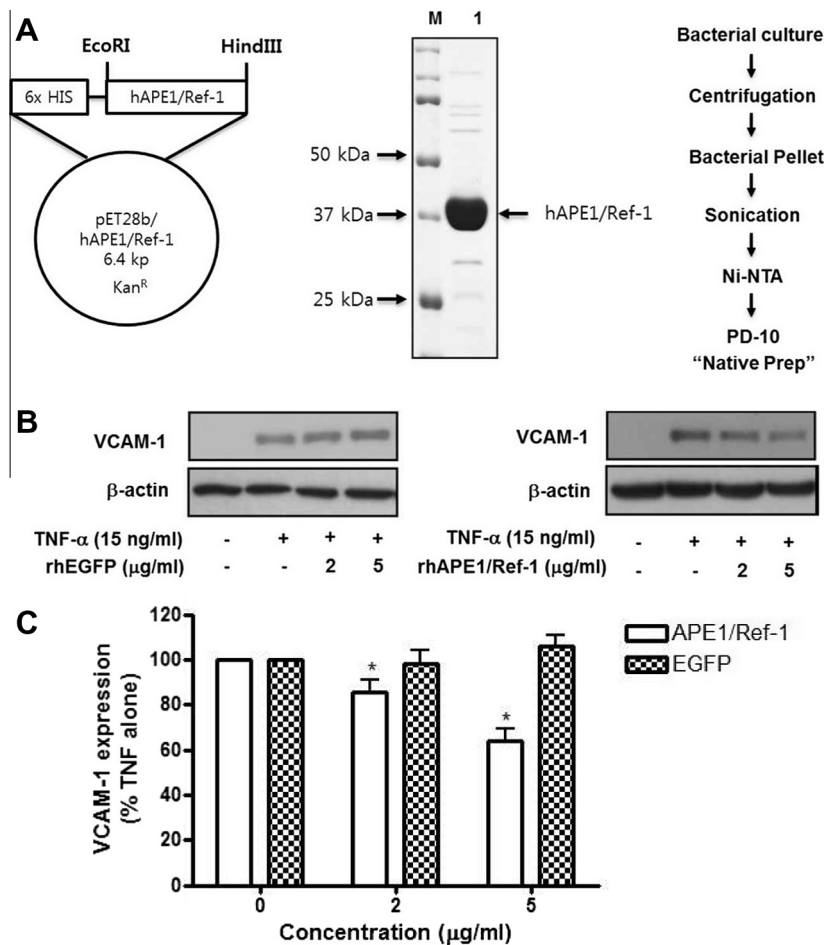 A
EcoRI
HindIII
6x HIS
hAPE1/Ref-1
pET28b/
hAPE1/Ref-1
6.4 kp
Kan^R
M 1
50 kDa
37 kDa
25 kDa
hAPE1/Ref-1
Bacterial culture
Centrifugation
Bacterial Pellet
Sonication
Ni-NTA
PD-10
“Native Prep”
B
VCAM-1
β-actin
TNF-α (15 ng/ml) - + + +
rhEGFP (μg/ml) - - 2 5
VCAM-1
β-actin
TNF-α (15 ng/ml) - + + +
rhAPE1/Ref-1 (μg/ml) - - 2 5
C
VCAM-1 expression
(% TNF alone)
120
100
80
60
40
20
0
*
*
0 2 5
Concentration (μg/ml)
APE1/Ref-1
EGFP